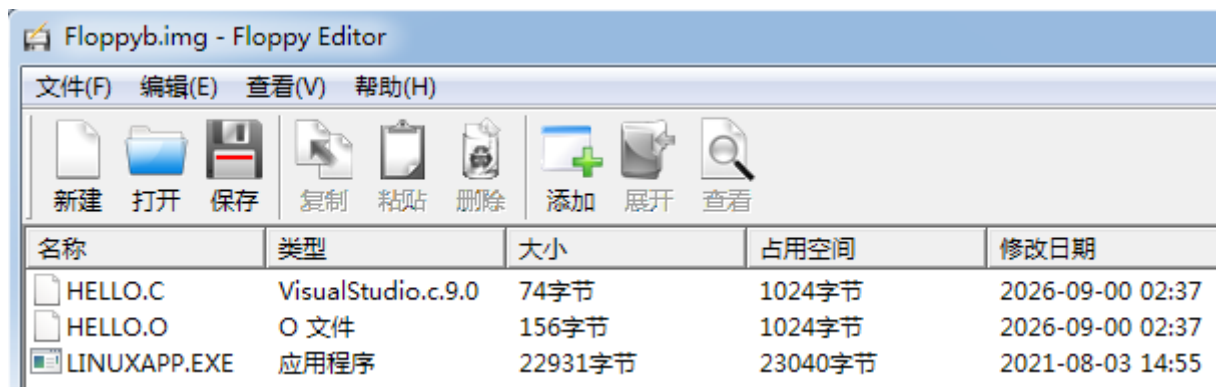 Floppyb.img - Floppy Editor
文件(F) 编辑(E) 查看(V) 帮助(H)
新建 打开 保存 复制 粘贴 删除 添加 展开 查看
名称 类型 大小 占用空间 修改日期
HELLO.C VisualStudio.c.9.0 74字节 1024字节 2026-09-00 02:37
HELLO.O O 文件 156字节 1024字节 2026-09-00 02:37
LINUXAPP.EXE 应用程序 22931字节 23040字节 2021-08-03 14:55